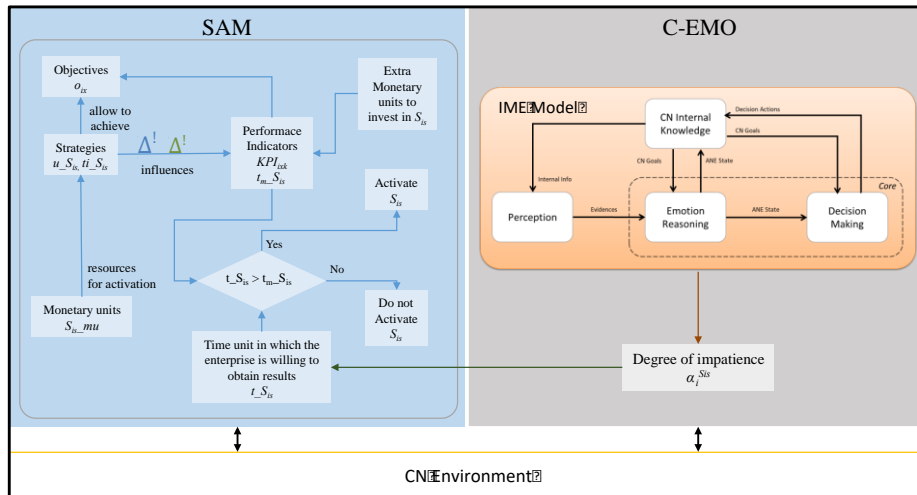 SAM
Objectives
o_ix
allow to
achieve
Strategies
u_S_is, ti_S_is
Δ! Δ!
influences
Performace
Indicators
KPI_ixk
t_m_S_is
Extra
Monetary
units to
invest in S_is
Activate
S_is
Yes
t_S_is > t_m_S_is
No
Do not
Activate
S_is
resources
for activation
Monetary units
S_is_mu
Time unit in which the
enterprise is willing to
obtain results
t_S_is
C-EMO
IME Model
CN Internal
Knowledge
Decision Actions
CN Goals
CN Goals
ANE State
Internal Info
Core
Perception
Evidences
Emotion
Reasoning
ANE State
Decision
Making
Degree of impatience
α_i^Sis
CN Environment